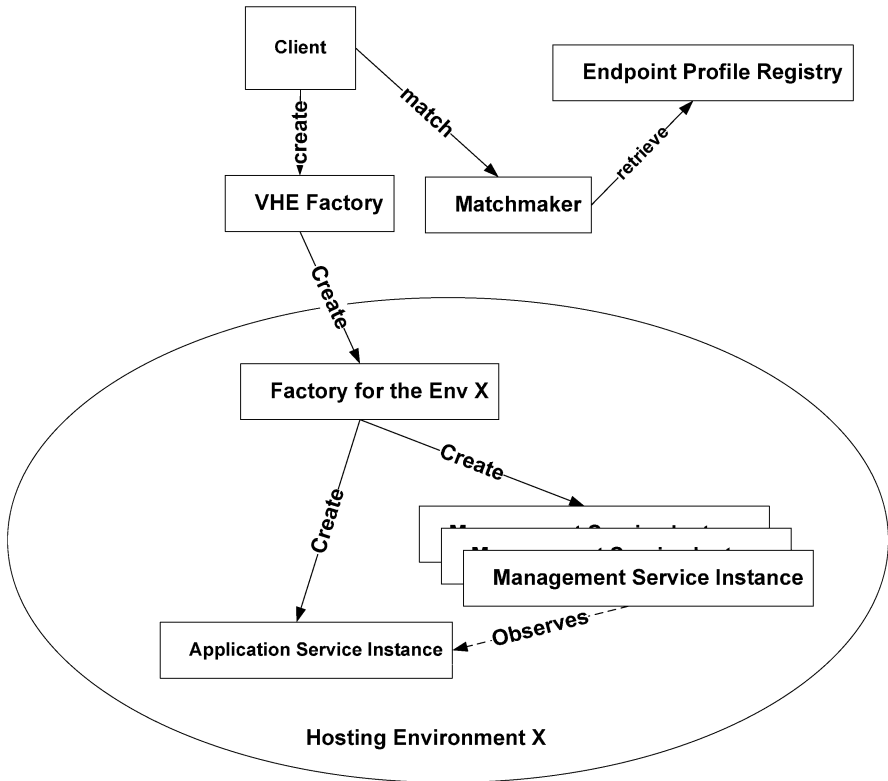 Client
Endpoint Profile Registry
create
match
retrieve
VHE Factory
Matchmaker
Create
Factory for the Env X
Create
Create
Management Service Instance
Observes
Application Service Instance
Hosting Environment X